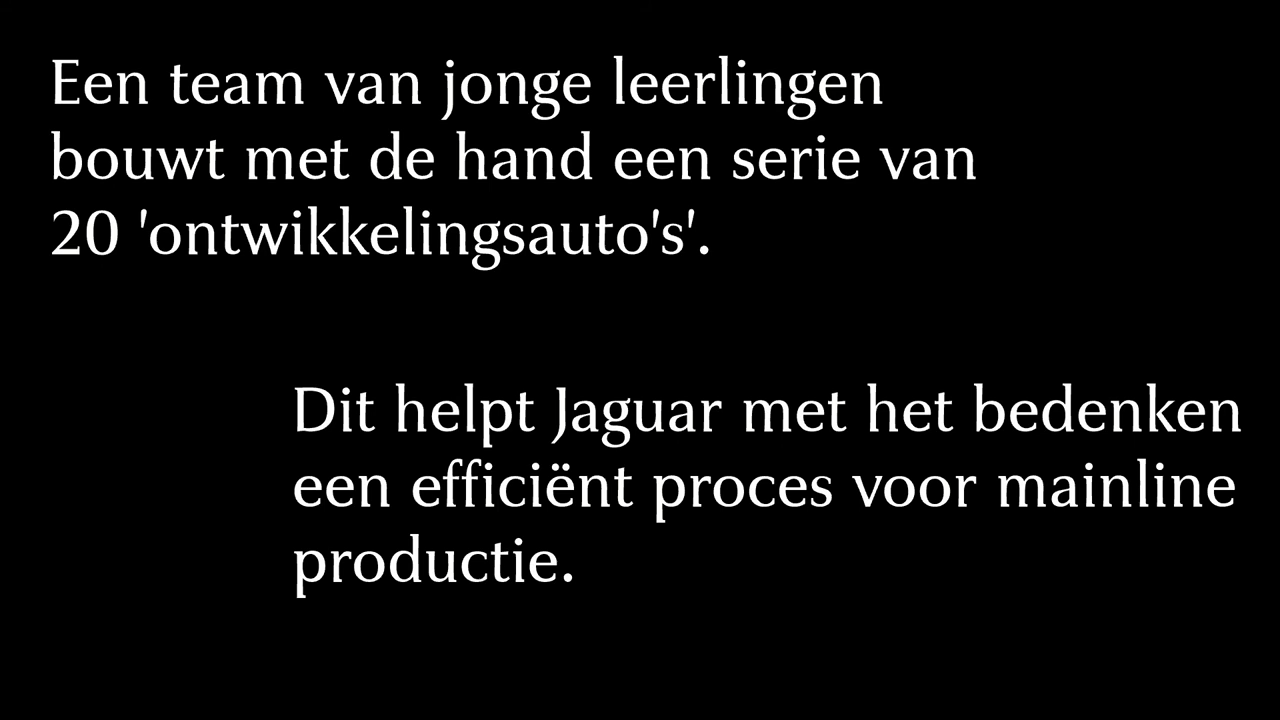 Een team van jonge leerlingen
bouwt met de hand een serie van
20 'ontwikkelingsauto's'.
Dit helpt Jaguar met het bedenken
een efficiënt proces voor mainline
productie.